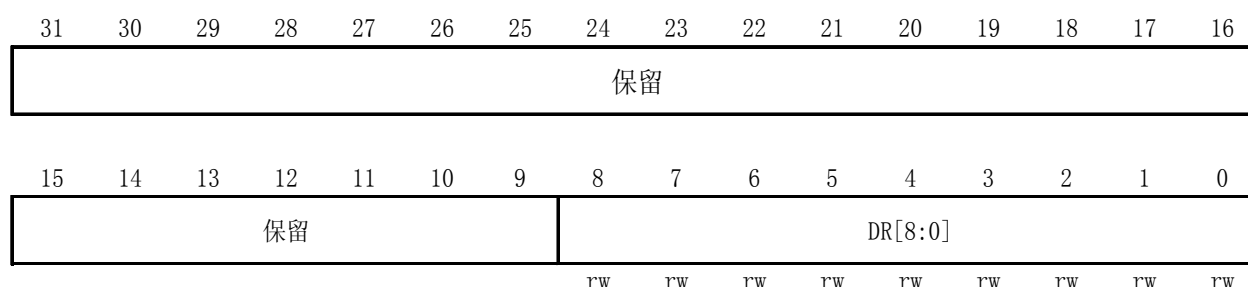 31 30 29 28 27 26 25 24 23 22 21 20 19 18 17 16
保留
15 14 13 12 11 10 9 8 7 6 5 4 3 2 1 0
保留 DR[8:0]
rw rw rw rw rw rw rw rw rw